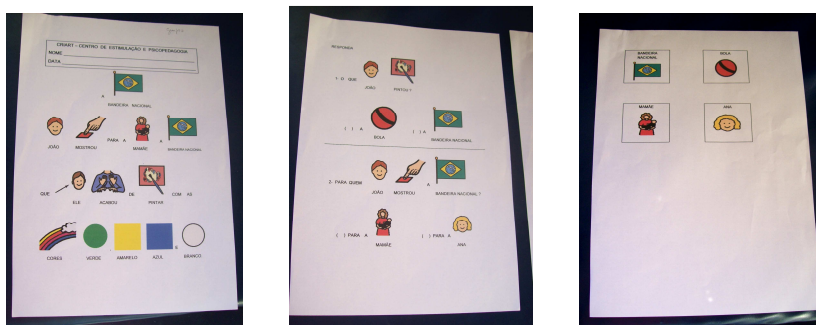 CRIART - CENTRO DE ESTIMULAÇÃO E PSICOPEDAGOGIA
NOME
DATA
A
BANDEIRA NACIONAL
PARA A A
JOÃO MOSTROU MAMÃE BANDEIRA NACIONAL
QUE DE COM AS
ELE ACABOU PINTAR
E
CORES VERDE AMARELO AZUL BRANCO
RESPONDA
1- O QUE
JOÃO PINTOU ?
( ) A ( ) A
BOLA BANDEIRA NACIONAL
2- PARA QUEM A
JOÃO MOSTROU BANDEIRA NACIONAL ?
( ) PARA A ( ) PARA A
MAMÃE ANA
BANDEIRA
NACIONAL
BOLA
MAMÃE
ANA